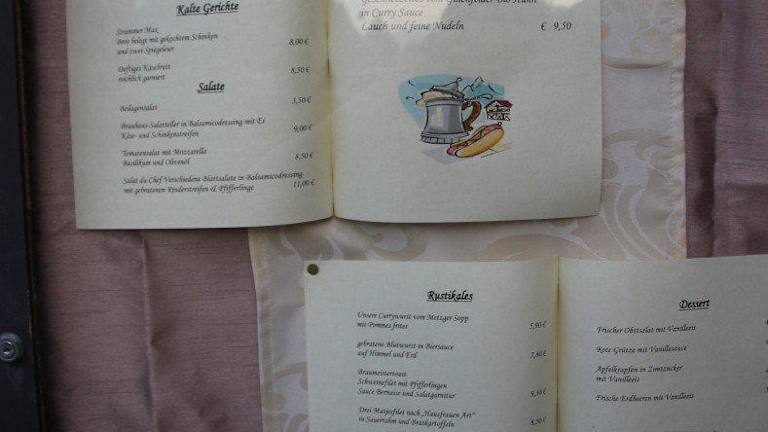 Kalte Gerichte
Strammer Max
Brot belegt mit gekochtem Schinken
und zwei Spiegeleier 8,00 €
Deftiges Käsebrett
reichlich garniert 8,50 €
Salate
Beilagensalat 3,50 €
Brauhaus-Salatteller in Balsamicodressing mit Ei
Käse- und Schinkenstreifen 9,00 €
Tomatensalat mit Mozzarella
Basilikum und Olivenöl 8,50 €
Salat du Chef Verschiedene Blattsalate in Balsamicodressing
mit gebratenen Rinderstreifen & Pfifferlinge 11,00 €
in Curry Sauce
Lauch und feine Nudeln € 9,50
Rustikales
Unsere Currywurst vom Metzger Sopp
mit Pommes frites 5,90 €
gebratene Blutwurst in Biersauce
auf Himmel und Erd 7,80 €
Braumeistertoast
Schweinefilet mit Pfifferlingen
Sauce Bernaise und Salatgarnitur 9,50 €
Drei Matjesfilet nach „Hausfrauen Art"
in Sauerrahm und Bratkartoffeln 8,50 €
Dessert
Frischer Obstsalat mit Vanilleeis
Rote Grütze mit Vanillesauce
Apfelkrapfen in Zimtzucker
mit Vanilleeis
Frische Erdbeeren mit Vanilleeis